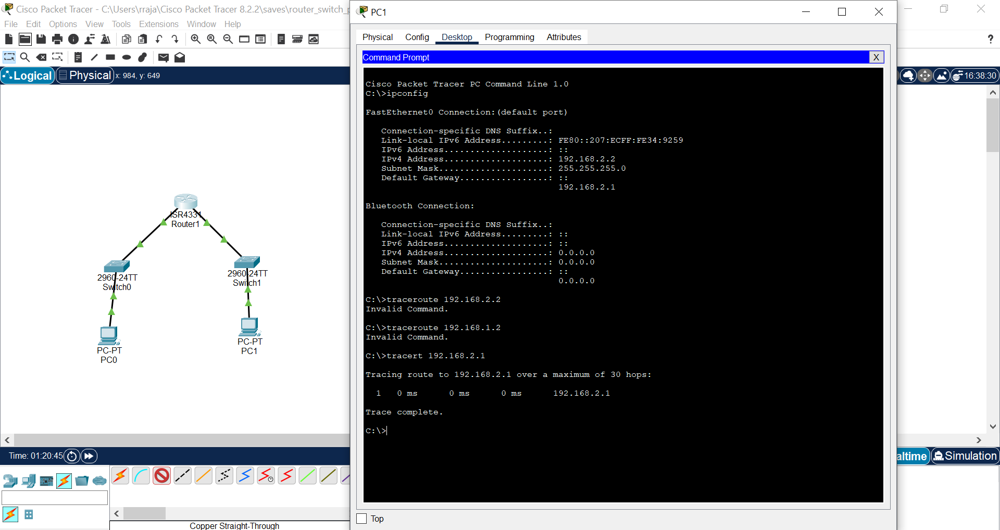 Cisco Packet Tracer - C:\Users\rraja\Cisco Packet Tracer 8.2.2\saves\router_switch_p
File Edit Options View Tools Extensions Window Help
?
Logical
Physical
x: 984, y: 649
16:38:30
ISR4331
Router1
2960-24TT
Switch0
2960-24TT
Switch1
PC-PT
PC0
PC-PT
PC1
Time: 01:20:45
altime
Simulation
Copper Straight-Through
PC1
Physical Config Desktop Programming Attributes
Command Prompt
X
Cisco Packet Tracer PC Command Line 1.0
C:\>ipconfig
FastEthernet0 Connection:(default port)
Connection-specific DNS Suffix..:
Link-local IPv6 Address.........: FE80::207:ECFF:FE34:9259
IPv6 Address....................: ::
IPv4 Address....................: 192.168.2.2
Subnet Mask.....................: 255.255.255.0
Default Gateway.................: ::
192.168.2.1
Bluetooth Connection:
Connection-specific DNS Suffix..:
Link-local IPv6 Address.........: ::
IPv6 Address....................: ::
IPv4 Address....................: 0.0.0.0
Subnet Mask.....................: 0.0.0.0
Default Gateway.................: ::
0.0.0.0
C:\>traceroute 192.168.2.2
Invalid Command.
C:\>traceroute 192.168.1.2
Invalid Command.
C:\>tracert 192.168.2.1
Tracing route to 192.168.2.1 over a maximum of 30 hops:
1 0 ms 0 ms 0 ms 192.168.2.1
Trace complete.
C:\>
Top